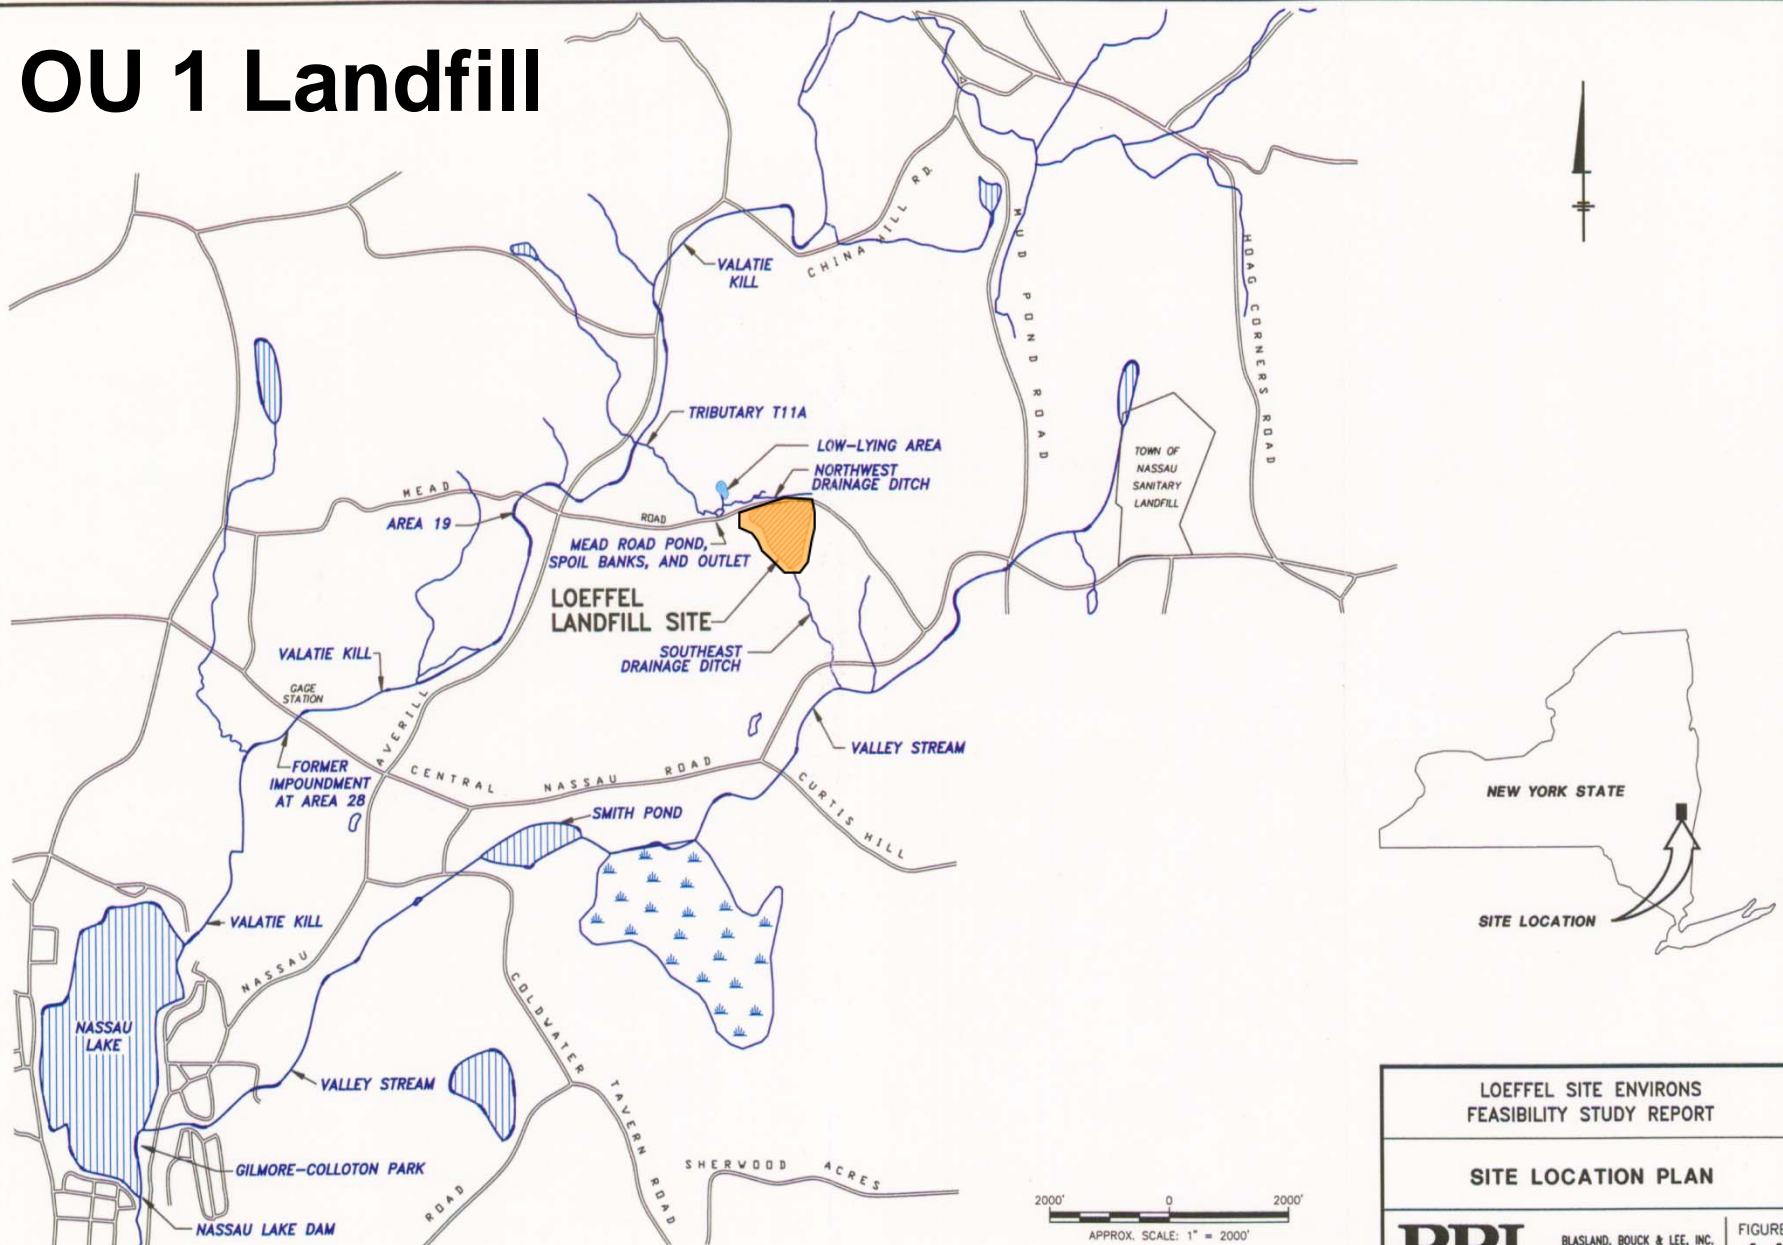 OU 1 Landfill
CHINA HILL RD.
VALATIE
KILL
MUD POND ROAD
HOAG CORNERS ROAD
TRIBUTARY T11A
LOW-LYING AREA
NORTHWEST
DRAINAGE DITCH
TOWN OF
NASSAU
SANITARY
LANDFILL
MEAD
ROAD
AREA 19
MEAD ROAD POND,
SPOIL BANKS, AND OUTLET
LOEFFEL
LANDFILL SITE
SOUTHEAST
DRAINAGE DITCH
VALATIE KILL
GAGE
STATION
AVERILL
VALLEY STREAM
FORMER
IMPOUNDMENT
AT AREA 28
CENTRAL NASSAU ROAD
CURTIS HILL
SMITH POND
NEW YORK STATE
SITE LOCATION
VALATIE KILL
NASSAU
COLDWATER TAVERN ROAD
NASSAU
LAKE
VALLEY STREAM
GILMORE-COLLOTON PARK
ROAD
SHERWOOD ACRES
NASSAU LAKE DAM
2000' 0 2000'
APPROX. SCALE: 1" = 2000'
LOEFFEL SITE ENVIRONS
FEASIBILITY STUDY REPORT
SITE LOCATION PLAN
BBL
BLASLAND, BOUCK & LEE, INC.
FIGURE